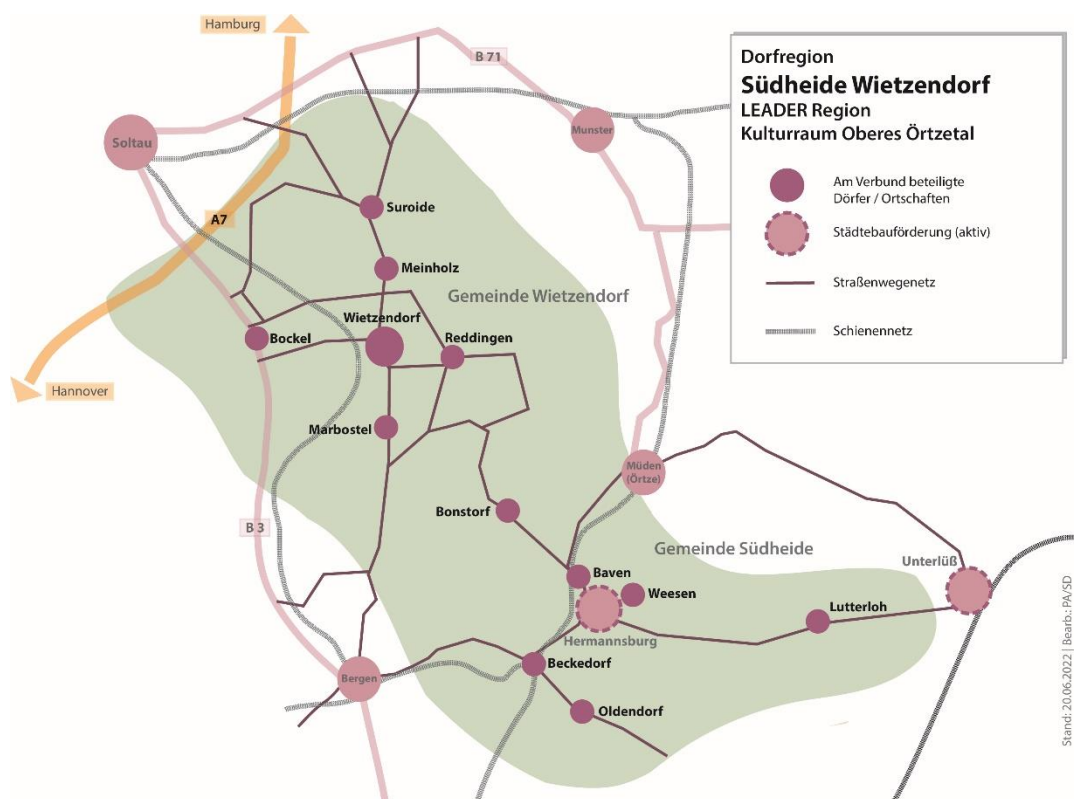 Hamburg
B 71
Soltau
Munster
A7
Suroide
Meinholz
Gemeinde Wietzendorf
Wietzendorf
Bockel
Reddingen
Hannover
Marbostel
Müden
(Örtze)
Bonstorf
B 3
Gemeinde Südheide
Unterlüß
Baven
Weesen
Lutterloh
Hermannsburg
Beckedorf
Bergen
Oldendorf
Dorfregion
Südheide Wietzendorf
LEADER Region
Kulturraum Oberes Örtzetal
Am Verbund beteiligte
Dörfer / Ortschaften
Städtebauförderung (aktiv)
Straßenwegenetz
Schienennetz
Stand: 20.06.2022 | Bearb.: PA/SD